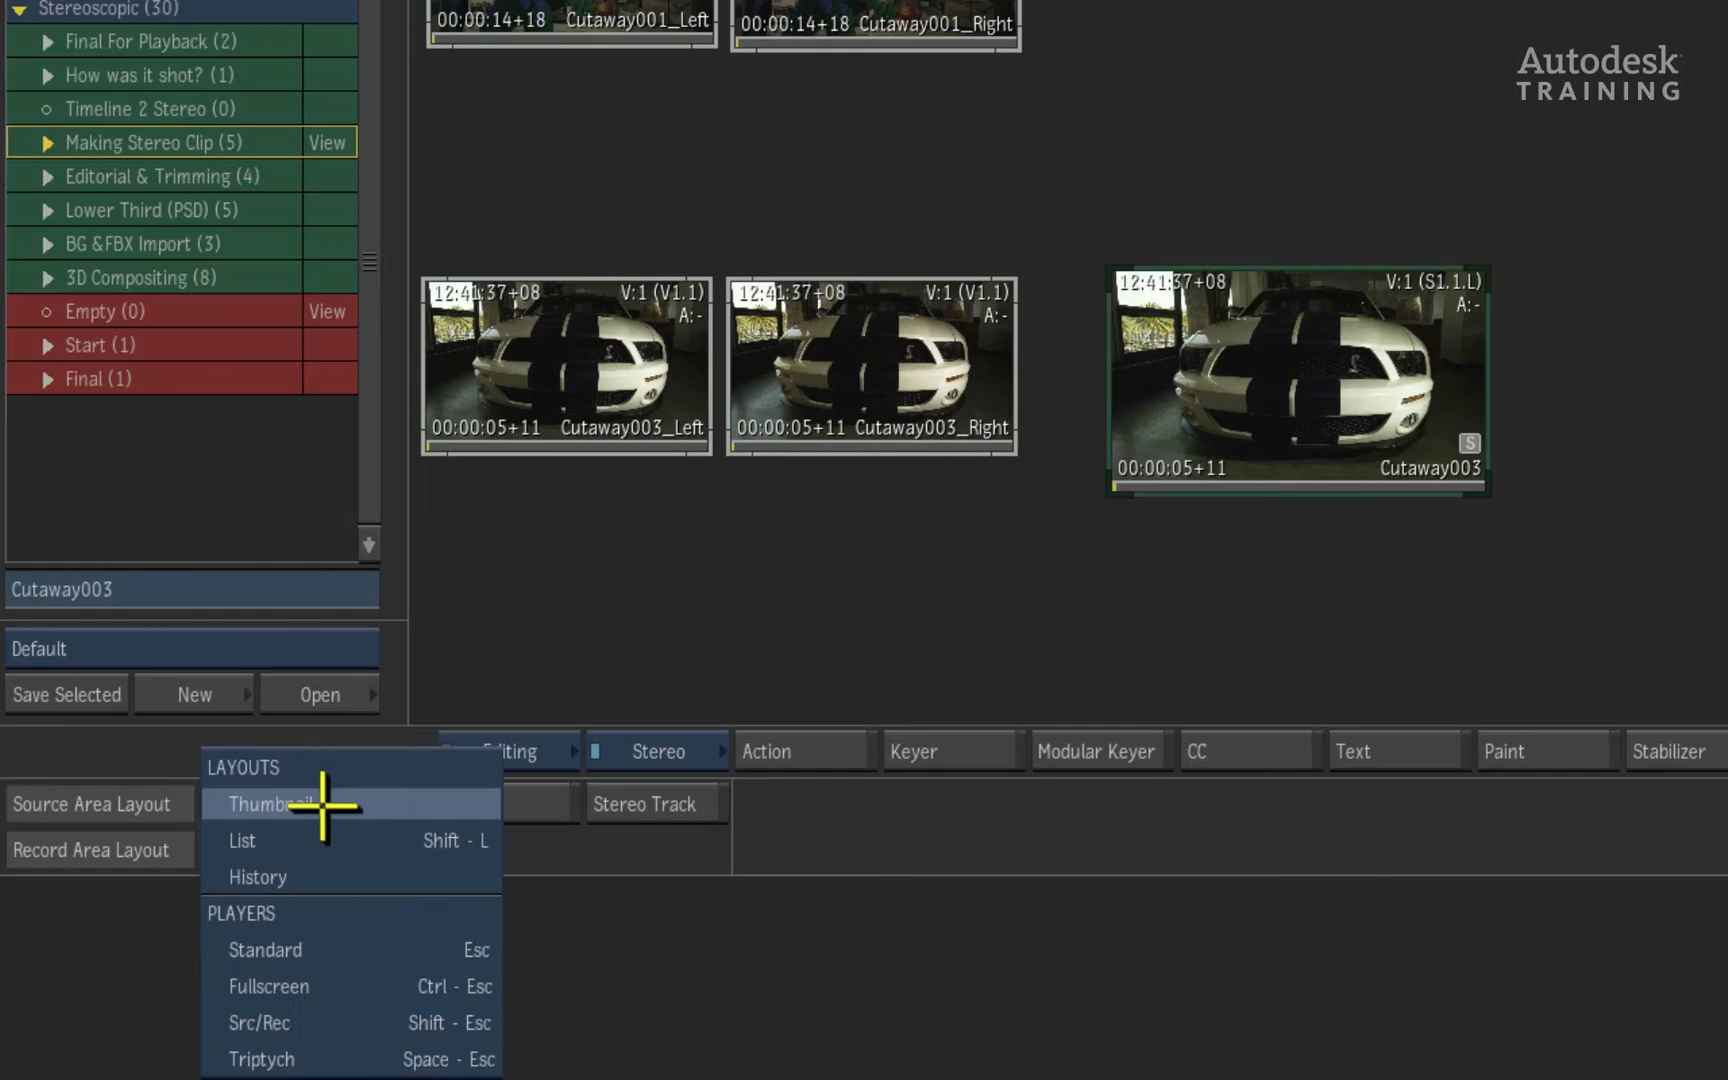 Stereoscopic (30)
Final For Playback (2)
How was it shot? (1)
Timeline 2 Stereo (0)
Making Stereo Clip (5) View
Editorial & Trimming (4)
Lower Third (PSD) (5)
BG &FBX Import (3)
3D Compositing (8)
Empty (0) View
Start (1)
Final (1)
Cutaway003
Default
Save Selected New Open
00:00:14+18 Cutaway001_Left
00:00:14+18 Cutaway001_Right
Autodesk
TRAINING
12:41:37+08 V:1 (V1.1)
A:-
00:00:05+11 Cutaway003_Left
12:41:37+08 V:1 (V1.1)
A:-
00:00:05+11 Cutaway003_Right
12:41:37+08 V:1 (S1.1.L)
A:-
S
00:00:05+11 Cutaway003
Editing Stereo Action Keyer Modular Keyer CC Text Paint Stabilizer
Source Area Layout
Record Area Layout
Stereo Track
LAYOUTS
Thumbnail
List Shift - L
History
PLAYERS
Standard Esc
Fullscreen Ctrl - Esc
Src/Rec Shift - Esc
Triptych Space - Esc